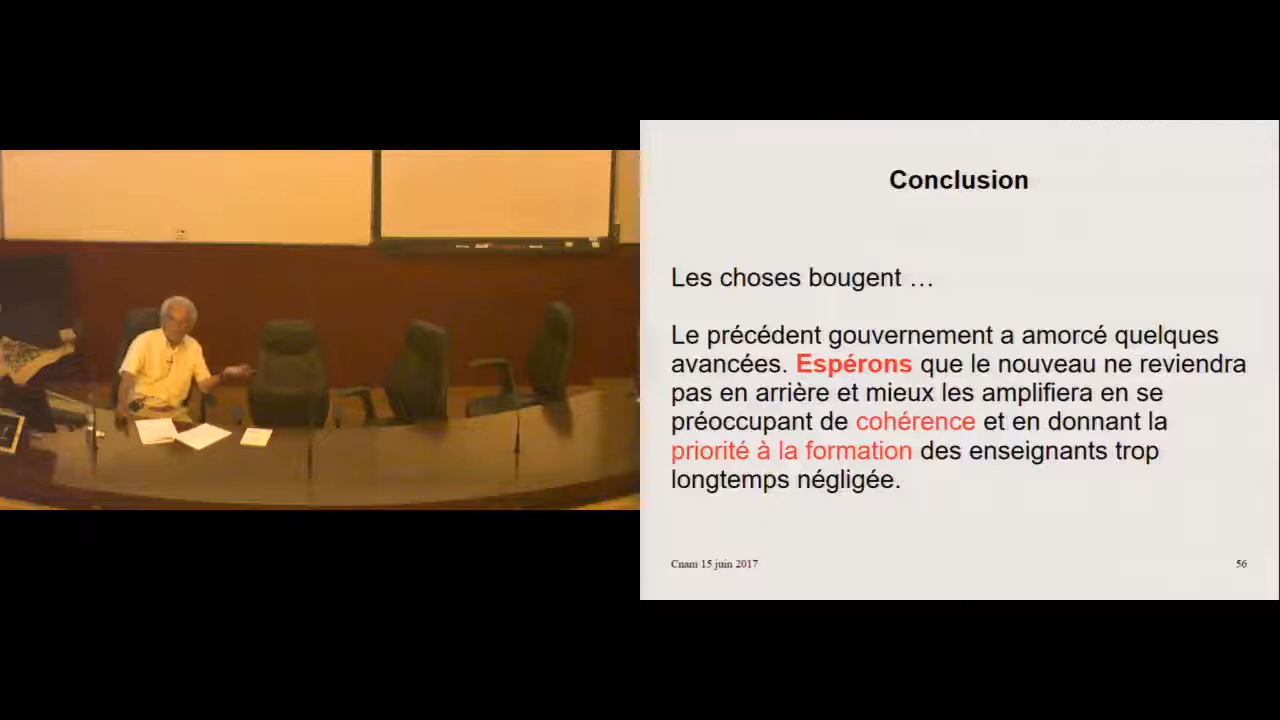 Conclusion
Les choses bougent …
Le précédent gouvernement a amorcé quelques
avancées. Espérons que le nouveau ne reviendra
pas en arrière et mieux les amplifiera en se
préoccupant de cohérence et en donnant la
priorité à la formation des enseignants trop
longtemps négligée.
Cnam 15 juin 2017
56